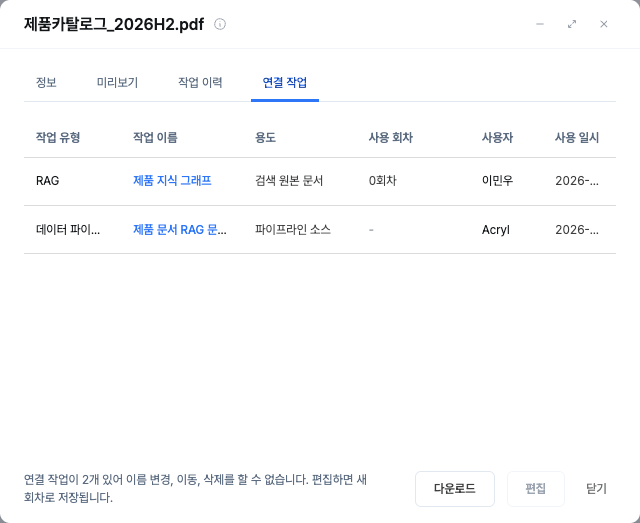 제품카탈로그_2026H2.pdf
정보 미리보기 작업 이력 연결 작업
작업 유형 작업 이름 용도 사용 회차 사용자 사용 일시
RAG 제품 지식 그래프 검색 원본 문서 0회차 이민우 2026-...
데이터 파이... 제품 문서 RAG 문... 파이프라인 소스 - Acryl 2026-...
연결 작업이 2개 있어 이름 변경, 이동, 삭제를 할 수 없습니다. 편집하면 새
회차로 저장됩니다.
다운로드 편집 닫기